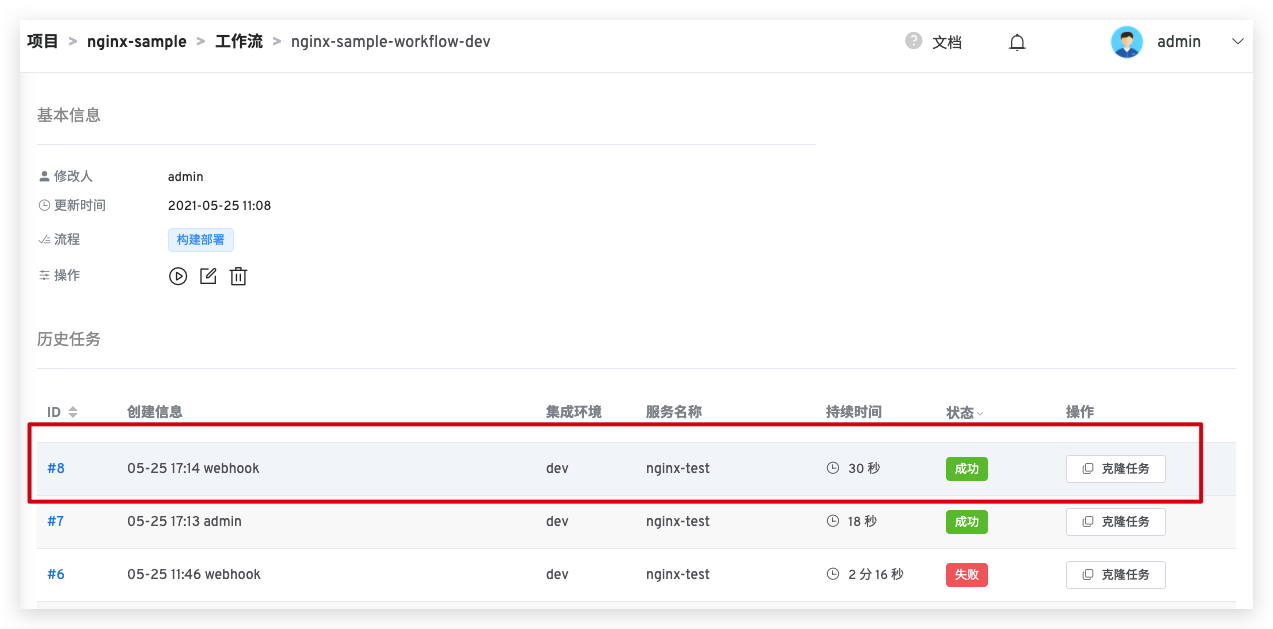 项目 > nginx-sample > 工作流 > nginx-sample-workflow-dev ? 文档 admin
基本信息
修改人 admin
更新时间 2021-05-25 11:08
流程 构建部署
操作
历史任务
ID 创建信息 集成环境 服务名称 持续时间 状态 操作
#8 05-25 17:14 webhook dev nginx-test 30 秒 成功 克隆任务
#7 05-25 17:13 admin dev nginx-test 18 秒 成功 克隆任务
#6 05-25 11:46 webhook dev nginx-test 2 分 16 秒 失败 克隆任务